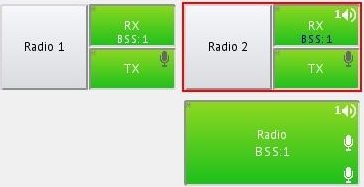 Radio 1
RX
BSS:1
TX
Radio 2
1
RX
BSS:1
TX
1
Radio
BSS:1